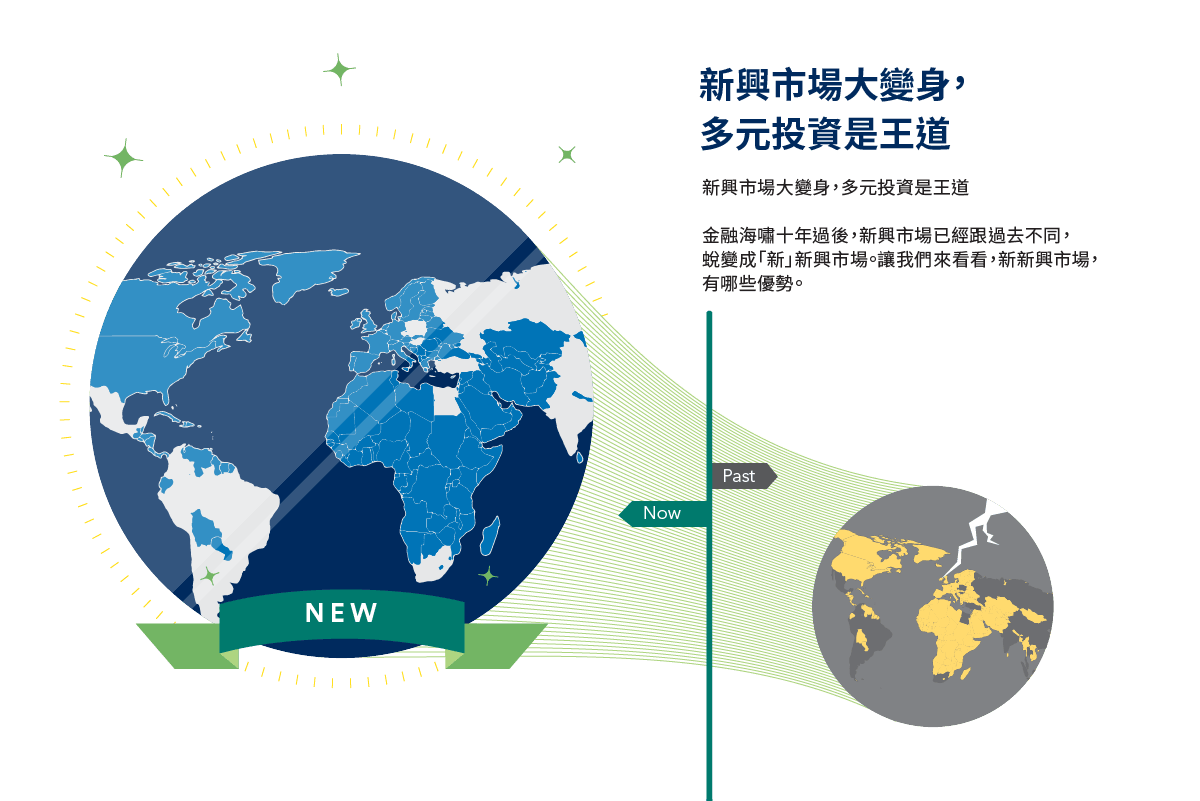 新興市場大變身，
多元投資是王道
新興市場大變身，多元投資是王道
金融海嘯十年過後，新興市場已經跟過去不同，
蛻變成「新」新興市場。讓我們來看看，新新興市場，
有哪些優勢。
Past
Now
NEW